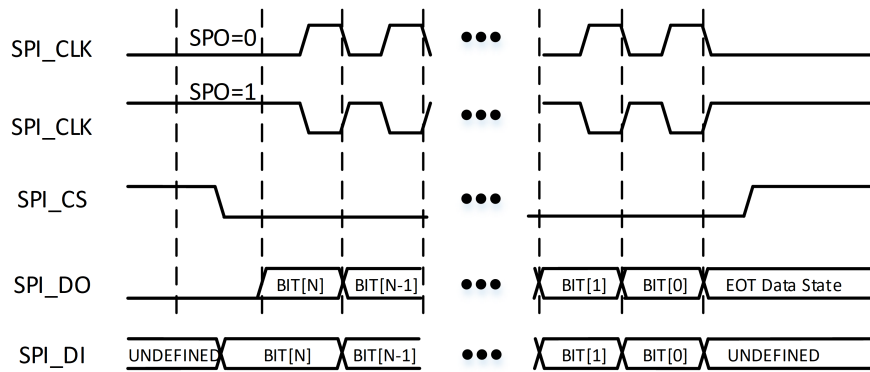 SPI_CLK SPO=0
SPO=1
SPI_CLK
SPI_CS
SPI_DO BIT[N] BIT[N-1] BIT[1] BIT[0] EOT Data State
SPI_DI UNDEFINED BIT[N] BIT[N-1] BIT[1] BIT[0] UNDEFINED